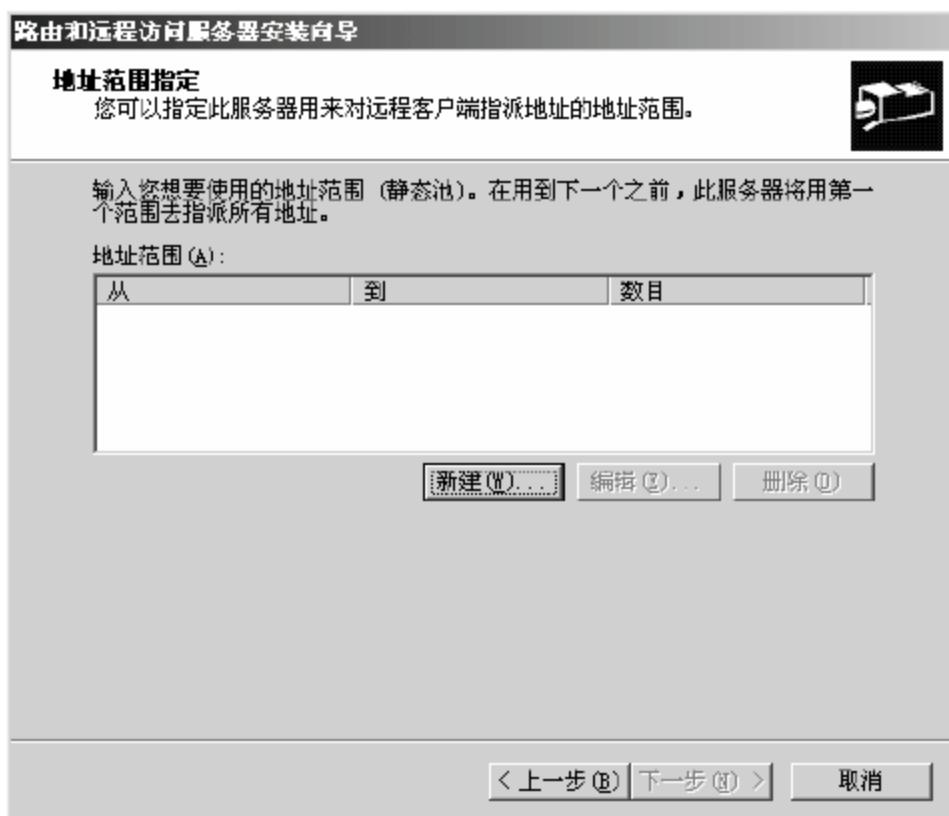 路由和远程访问服务器安装向导
地址范围指定
您可以指定此服务器用来对远程客户端指派地址的地址范围。
输入您想要使用的地址范围 (静态池)。在用到下一个之前，此服务器将用第一
个范围去指派所有地址。
地址范围(A):
从 到 数目
新建(W)... 编辑(E)... 删除(D)
< 上一步(B) 下一步(N) > 取消